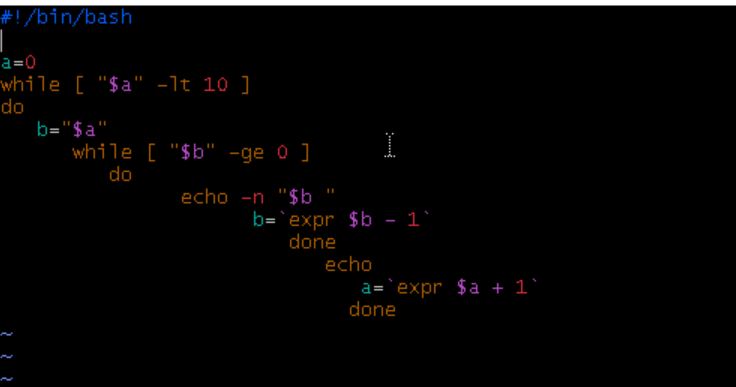 #!/bin/bash
a=0
while [ "$a" -lt 10 ]
do
b="$a"
while [ "$b" -ge 0 ]
do
echo -n "$b "
b=`expr $b - 1`
done
echo
a=`expr $a + 1`
done
~
~
~